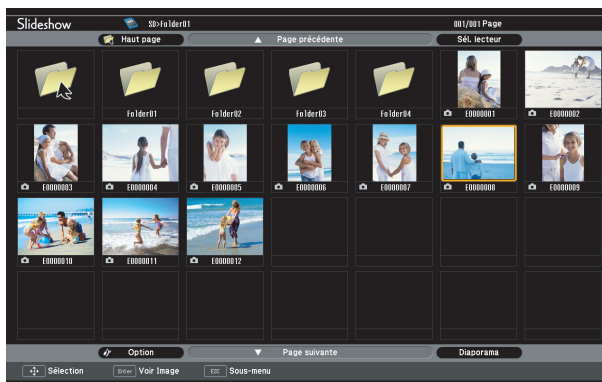 Slideshow SD>Folder01 001/001 Page
Haut page Page précédente Sél. lecteur
Folder01 Folder02 Folder03 Folder04 E0000001 E0000002
E0000003 E0000004 E0000005 E0000006 E0000007 E0000008 E0000009
E0000010 E0000011 E0000012
Option Page suivante Diaporama
Sélection Enter Voir Image ESC Sous-menu